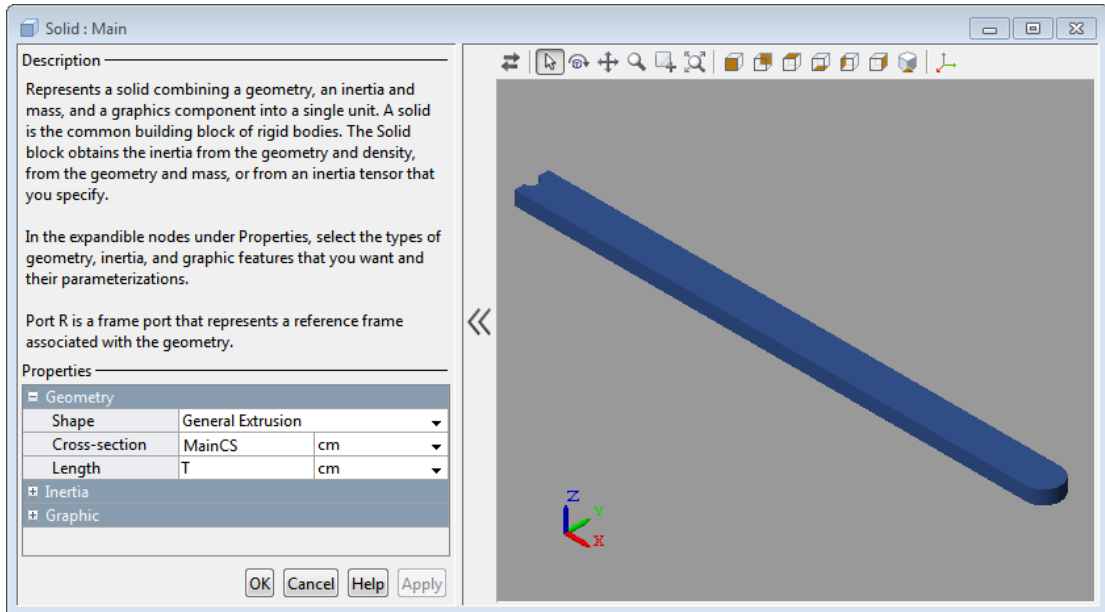 Solid : Main
Description
Represents a solid combining a geometry, an inertia and
mass, and a graphics component into a single unit. A solid
is the common building block of rigid bodies. The Solid
block obtains the inertia from the geometry and density,
from the geometry and mass, or from an inertia tensor that
you specify.
In the expandible nodes under Properties, select the types of
geometry, inertia, and graphic features that you want and
their parameterizations.
Port R is a frame port that represents a reference frame
associated with the geometry.
Properties
Geometry
Shape General Extrusion
Cross-section MainCS cm
Length T cm
Inertia
Graphic
OK Cancel Help Apply
Z
Y
X